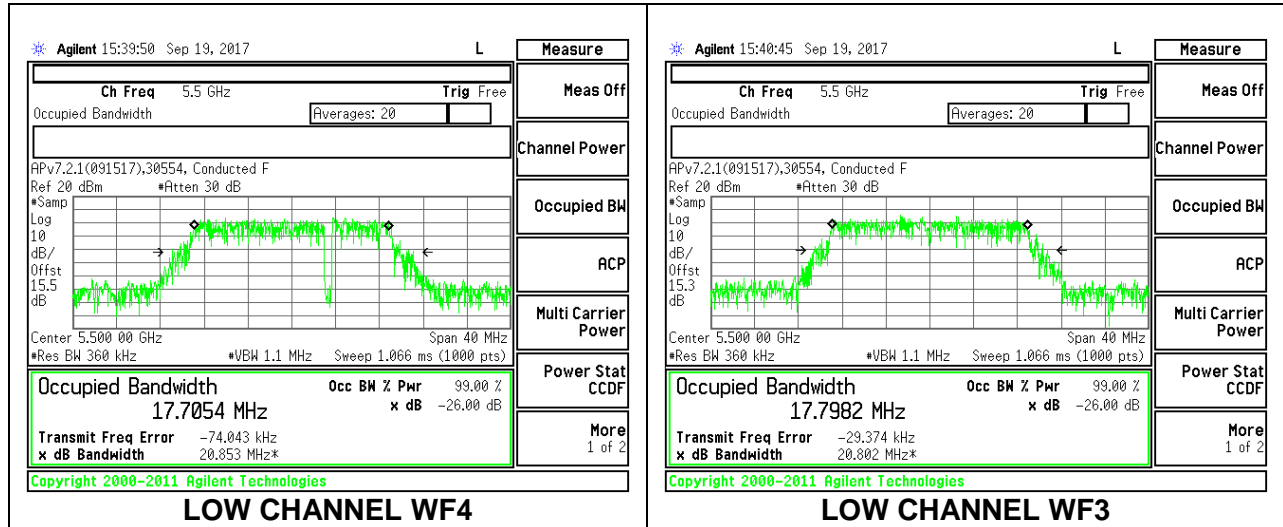 Agilent 15:39:50 Sep 19, 2017 L
Measure
Ch Freq 5.5 GHz Trig Free
Occupied Bandwidth Averages: 20
APv7.2.1(091517),30554, Conducted F
Ref 20 dBm #Atten 30 dB
#Samp
Log
10
dB/
Offst
15.5
dB
Center 5.500 00 GHz Span 40 MHz
#Res BW 360 kHz #VBW 1.1 MHz Sweep 1.066 ms (1000 pts)
Occupied Bandwidth Occ BW % Pwr 99.00 %
17.7054 MHz x dB -26.00 dB
Transmit Freq Error -74.043 kHz
x dB Bandwidth 20.853 MHz*
Copyright 2000-2011 Agilent Technologies
Meas Off
Channel Power
Occupied BW
ACP
Multi Carrier
Power
Power Stat
CCDF
More
1 of 2
LOW CHANNEL WF4
Agilent 15:40:45 Sep 19, 2017 L
Measure
Ch Freq 5.5 GHz Trig Free
Occupied Bandwidth Averages: 20
APv7.2.1(091517),30554, Conducted F
Ref 20 dBm #Atten 30 dB
#Samp
Log
10
dB/
Offst
15.3
dB
Center 5.500 00 GHz Span 40 MHz
#Res BW 360 kHz #VBW 1.1 MHz Sweep 1.066 ms (1000 pts)
Occupied Bandwidth Occ BW % Pwr 99.00 %
17.7982 MHz x dB -26.00 dB
Transmit Freq Error -29.374 kHz
x dB Bandwidth 20.802 MHz*
Copyright 2000-2011 Agilent Technologies
Meas Off
Channel Power
Occupied BW
ACP
Multi Carrier
Power
Power Stat
CCDF
More
1 of 2
LOW CHANNEL WF3